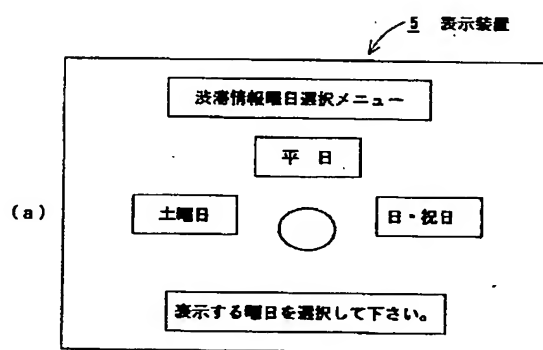 5 表示装置
渋滞情報曜日選択メニュー
平 日
(a)
土曜日
日・祝日
表示する曜日を選択して下さい。